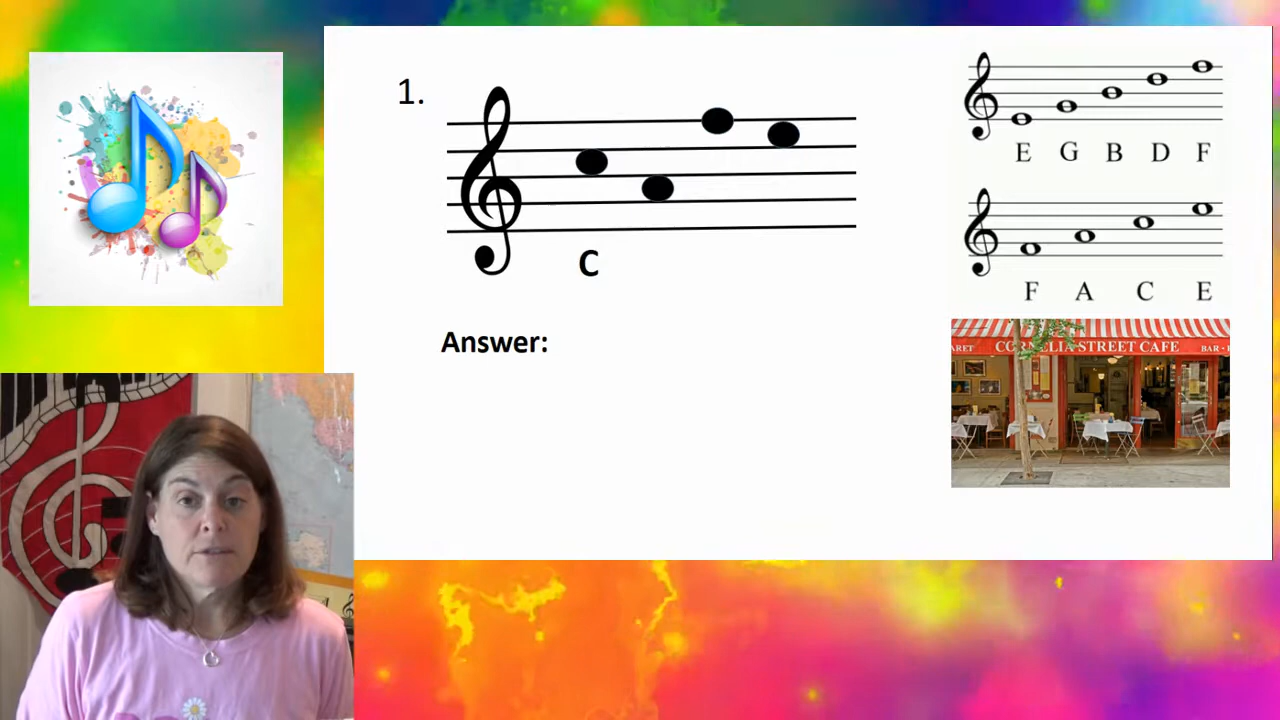 1.
C
Answer:
E G B D F
F A C E
CORNELIA STREET CAFE
BAR